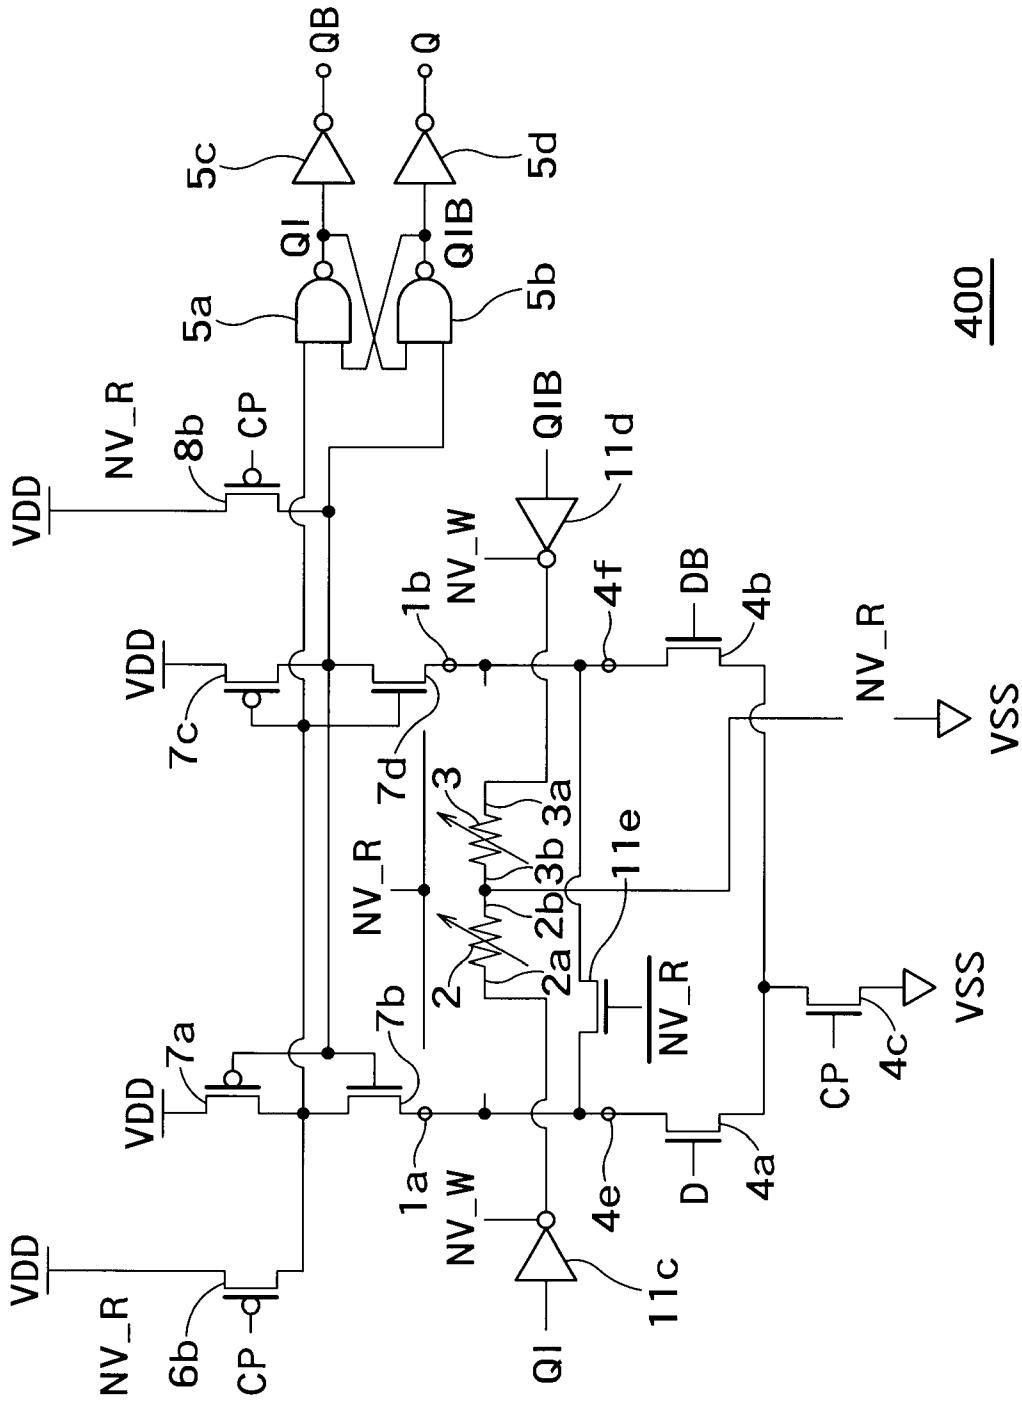 QB
Q
5c
5d
QI
QIB
5a
5b
400
NV_R
8b
CP
VDD
QIB
11d
NV_W
1b
4f
DB
4b
NV_R
VSS
VDD
7c
7d
3
3a
3b
11e
NV_R
2b
2
2a
NV_R
VSS
7a
7b
VDD
CP
4c
1a
4e
D
4a
NV_W
11c
VDD
NV_R
6b
CP
QI